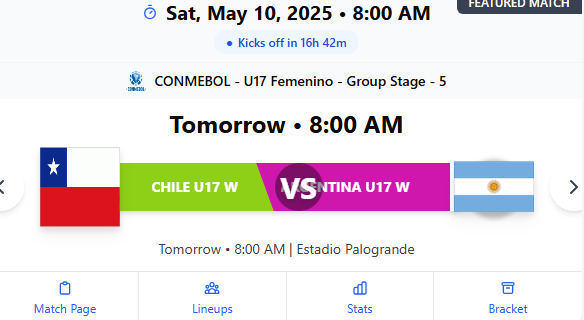 FEATURED MATCH
Sat, May 10, 2025 • 8:00 AM
Kicks off in 16h 42m
CONMEBOL - U17 Femenino - Group Stage - 5
Tomorrow • 8:00 AM
CHILE U17 W
VS
ENTINA U17 W
Tomorrow • 8:00 AM | Estadio Palogrande
Match Page
Lineups
Stats
Bracket